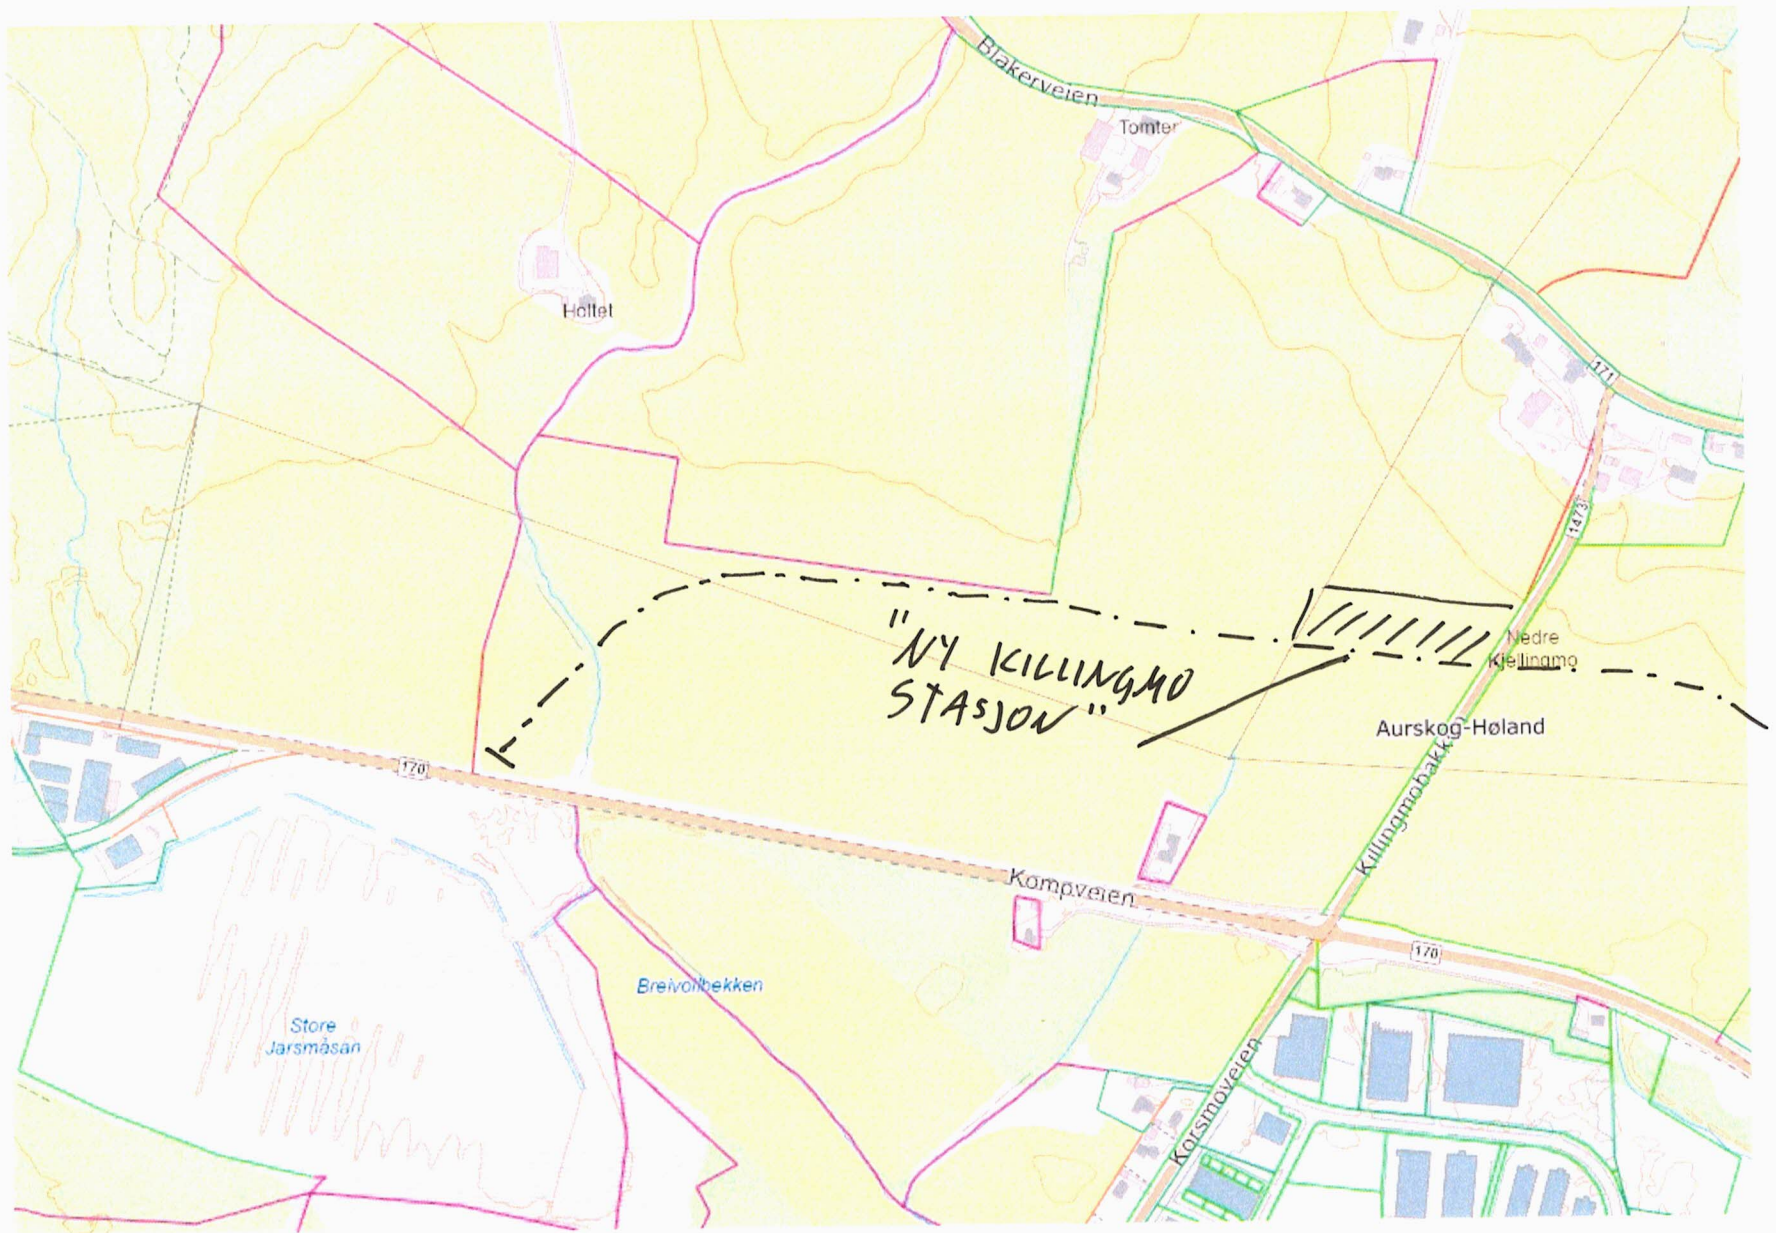 Blakerveien
Tomter
Holtet
171
1473
"NY KILLINGMO
STASJON"
Nedre
Kjellingmo
Aurskog-Høland
Killingmobakke
170
Kompveien
170
Breivollbekken
Store
Jarsmåsan
Korsmoveien